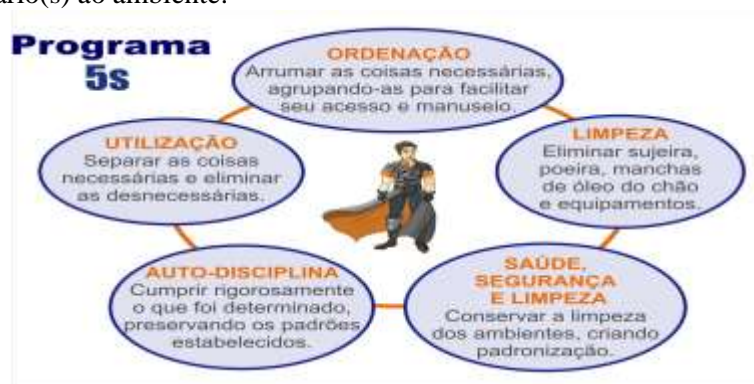 ao ambiente.
Programa
5s
ORDENAÇÃO
Arrumar as coisas necessárias,
agrupando-as para facilitar
seu acesso e manuseio.
LIMPEZA
Eliminar sujeira,
poeira, manchas
de óleo do chão
e equipamentos.
SAÚDE,
SEGURANÇA
E LIMPEZA
Conservar a limpeza
dos ambientes, criando
padronização.
AUTO-DISCIPLINA
Cumprir rigorosamente
o que foi determinado,
preservando os padrões
estabelecidos.
UTILIZAÇÃO
Separar as coisas
necessárias e eliminar
as desnecessárias.